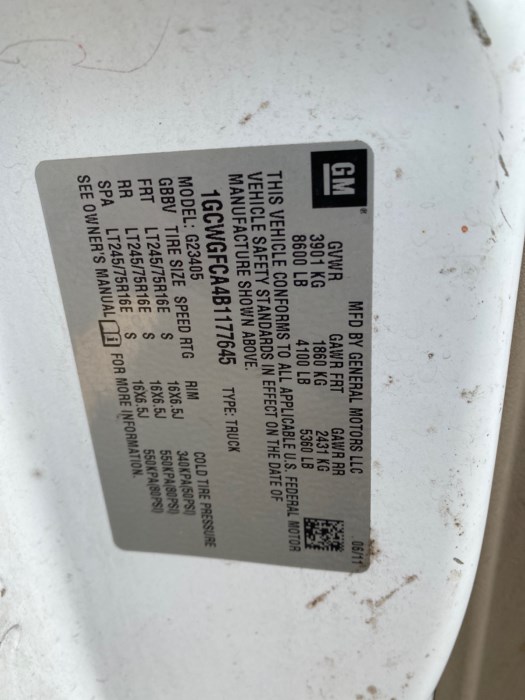 GM ®
MFD BY GENERAL MOTORS LLC 06/11
GVWR GAWR FRT GAWR RR
3901 KG 1860 KG 2431 KG
8600 LB 4100 LB 5360 LB
THIS VEHICLE CONFORMS TO ALL APPLICABLE U.S. FEDERAL MOTOR
VEHICLE SAFETY STANDARDS IN EFFECT ON THE DATE OF
MANUFACTURE SHOWN ABOVE.
1GCWGFCA4B1177645 TYPE: TRUCK
MODEL: G23405 COLD TIRE PRESSURE
GBBV TIRE SIZE SPEED RTG RIM
FRT LT245/75R16E S 16X6.5J 340KPA(50PSI)
RR LT245/75R16E S 16X6.5J 550KPA(80PSI)
SPA LT245/75R16E S 16X6.5J 550KPA(80PSI)
SEE OWNER'S MANUAL i FOR MORE INFORMATION.